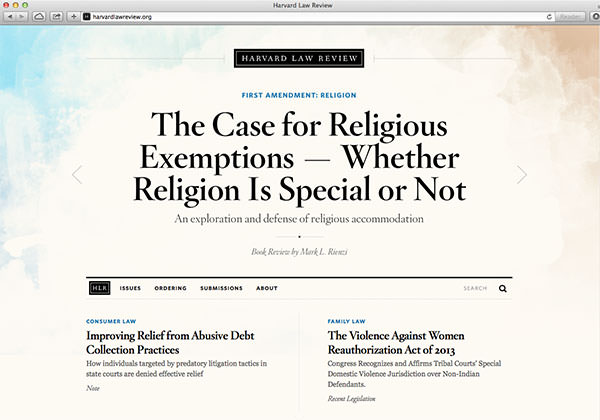 Harvard Law Review
harvardlawreview.org
Reader
HARVARD LAW REVIEW
FIRST AMENDMENT: RELIGION
The Case for Religious
Exemptions — Whether
Religion Is Special or Not
An exploration and defense of religious accommodation
Book Review by Mark L. Rienzi
HLR
ISSUES
ORDERING
SUBMISSIONS
ABOUT
SEARCH
CONSUMER LAW
Improving Relief from Abusive Debt
Collection Practices
How individuals targeted by predatory litigation tactics in
state courts are denied effective relief
Note
FAMILY LAW
The Violence Against Women
Reauthorization Act of 2013
Congress Recognizes and Affirms Tribal Courts' Special
Domestic Violence Jurisdiction over Non-Indian
Defendants.
Recent Legislation